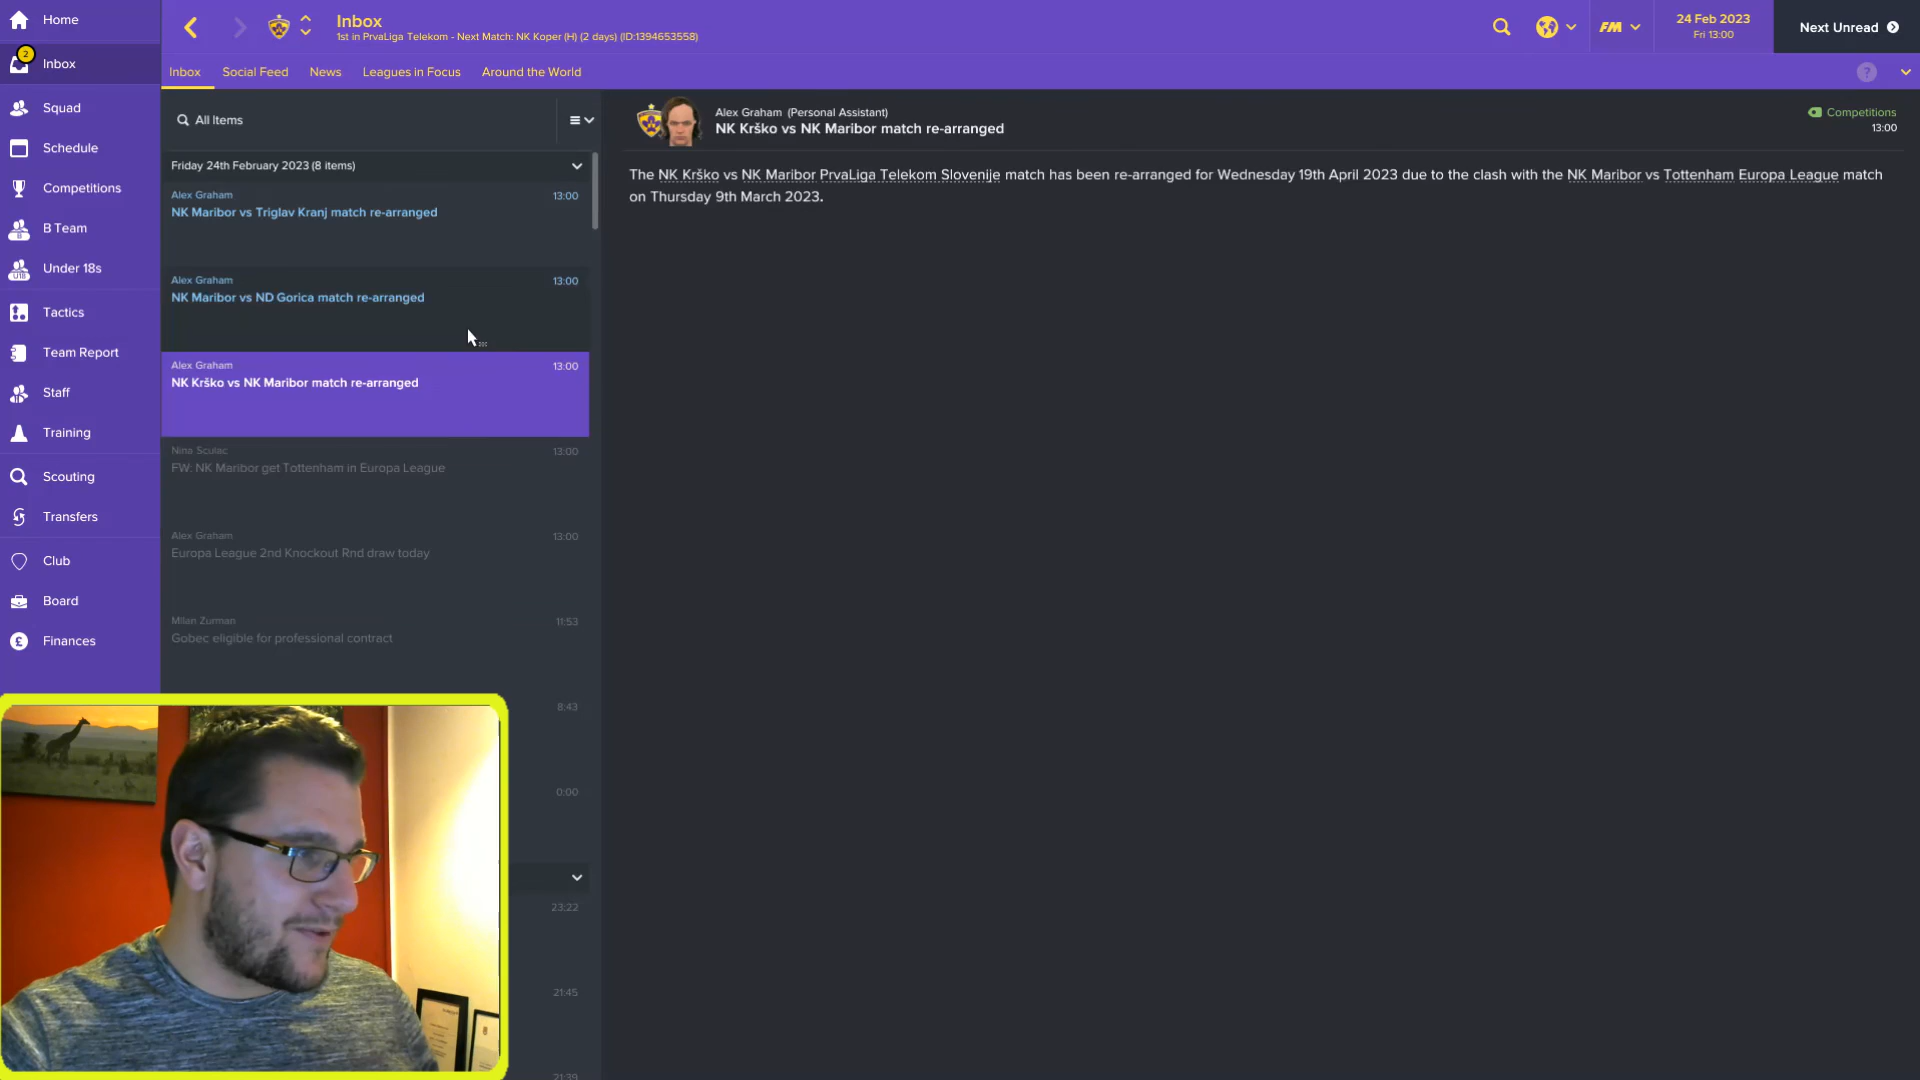 Home
2
Inbox
Squad
Schedule
Competitions
B Team
Under 18s
Tactics
Team Report
Staff
Training
Scouting
Transfers
Club
Board
Finances
Inbox
1st in PrvaLiga Telekom - Next Match: NK Koper (H) (2 days) (ID:1394653558)
FM
24 Feb 2023
Fri 13:00
Next Unread
Inbox
Social Feed
News
Leagues in Focus
Around the World
?
All Items
Friday 24th February 2023 (8 items)
Alex Graham 13:00
NK Maribor vs Triglav Kranj match re-arranged
Alex Graham 13:00
NK Maribor vs ND Gorica match re-arranged
Alex Graham 13:00
NK Krško vs NK Maribor match re-arranged
Nina Sculac 13:00
FW: NK Maribor get Tottenham in Europa League
Alex Graham 13:00
Europa League 2nd Knockout Rnd draw today
Milan Zurman 11:53
Gobec eligible for professional contract
8:43
0:00
23:22
21:45
21:39
Alex Graham (Personal Assistant)
NK Krško vs NK Maribor match re-arranged
Competitions
13:00
The NK Krško vs NK Maribor PrvaLiga Telekom Slovenije match has been re-arranged for Wednesday 19th April 2023 due to the clash with the NK Maribor vs Tottenham Europa League match
on Thursday 9th March 2023.